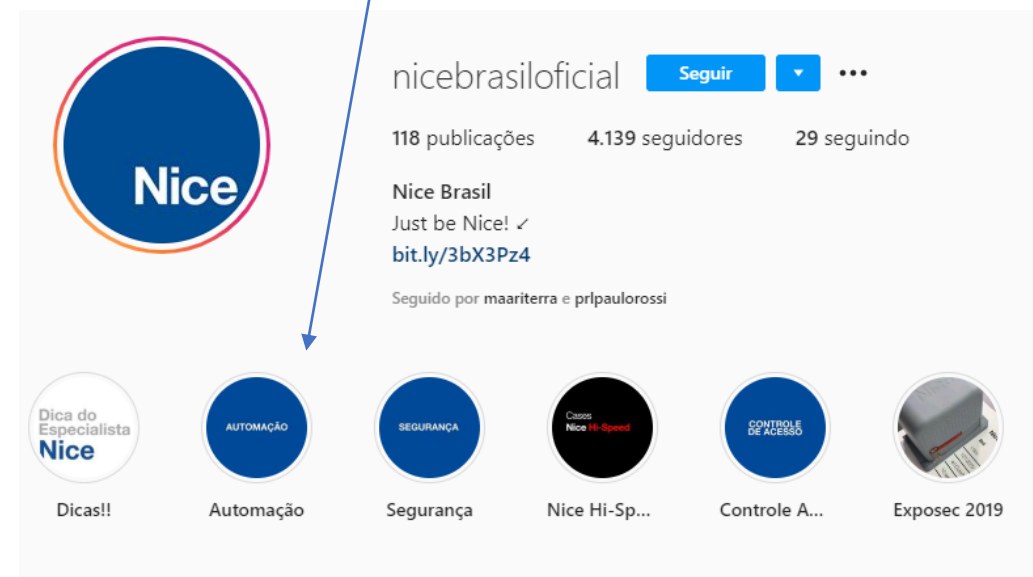 Nice
nicebrasiloficial Seguir
118 publicações 4.139 seguidores 29 seguindo
Nice Brasil
Just be Nice! ↙
bit.ly/3bX3Pz4
Seguido por maariterra e prlpaulorossi
Dica do
Especialista
Nice
AUTOMAÇÃO
SEGURANÇA
Cases
Nice Hi-Speed
CONTROLE
DE ACESSO
Dicas!! Automação Segurança Nice Hi-Sp... Controle A... Exposec 2019